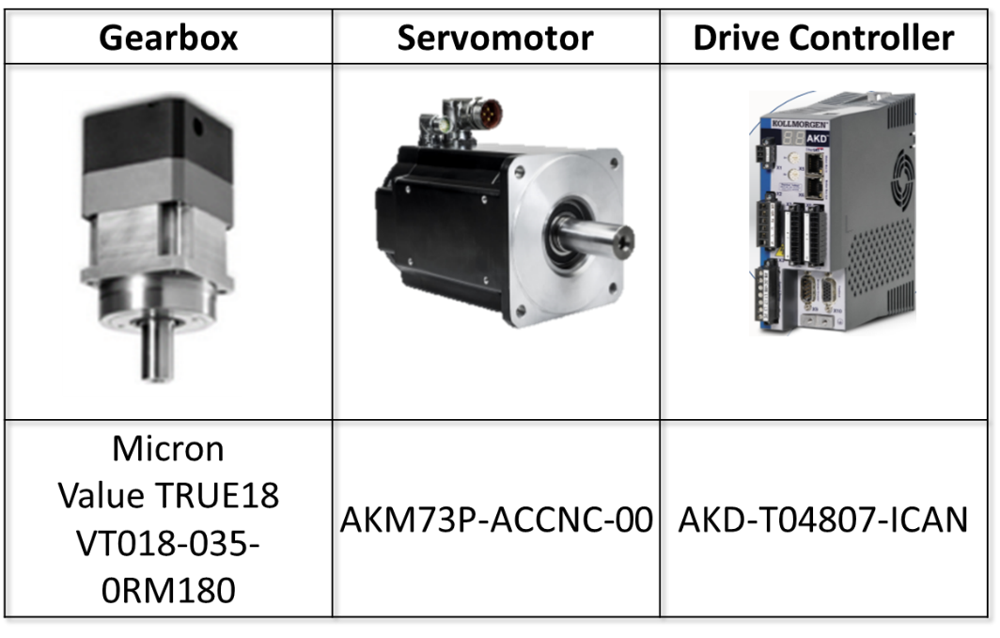 Gearbox
Servomotor
Drive Controller
KOLLMORGEN
AKD
Micron
Value TRUE18
VT018-035-
0RM180
AKM73P-ACCNC-00
AKD-T04807-ICAN